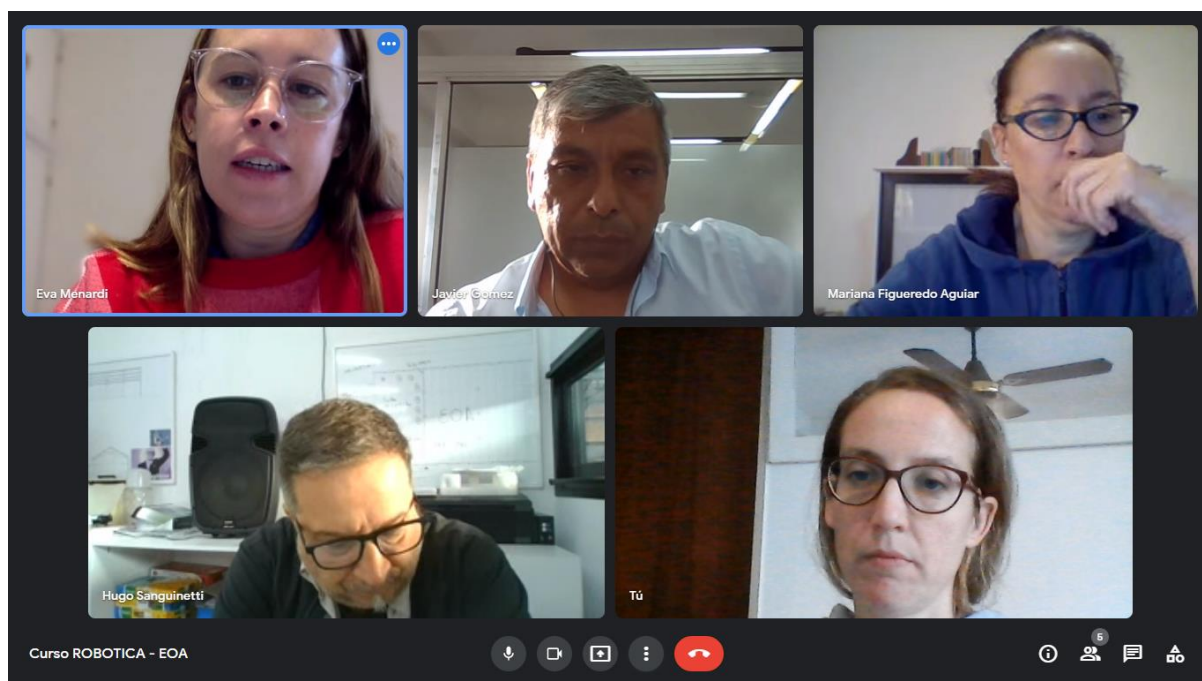 Eva Menardi
Javier Gomez
Mariana Figueredo Aguiar
Hugo Sanguinetti
Tú
Curso ROBOTICA - EOA
5